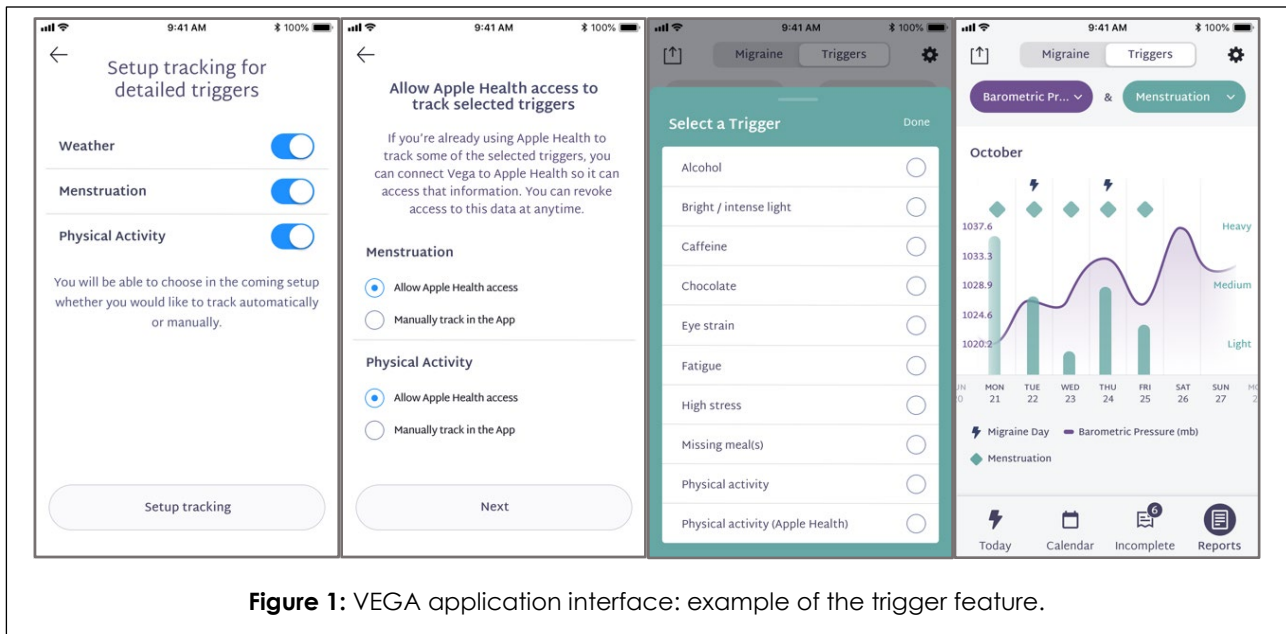 9:41 AM
100%
Setup tracking for
detailed triggers
Weather
Menstruation
Physical Activity
You will be able to choose in the coming setup
whether you would like to track automatically
or manually.
Setup tracking
9:41 AM
100%
Allow Apple Health access to
track selected triggers
If you're already using Apple Health to
track some of the selected triggers, you
can connect Vega to Apple Health so it can
access that information. You can revoke
access to this data at anytime.
Menstruation
Allow Apple Health access
Manually track in the App
Physical Activity
Allow Apple Health access
Manually track in the App
Next
9:41 AM
100%
Migraine Triggers
Select a Trigger Done
Alcohol
Bright / intense light
Caffeine
Chocolate
Eye strain
Fatigue
High stress
Missing meal(s)
Physical activity
Physical activity (Apple Health)
9:41 AM
100%
Migraine Triggers
Barometric Pr... & Menstruation
October
1037.6 Heavy
1033.3
1028.9 Medium
1024.6
1020.2 Light
MON TUE WED THU FRI SAT SUN
21 22 23 24 25 26 27
Migraine Day Barometric Pressure (mb)
Menstruation
6
Today Calendar Incomplete Reports
Figure 1: VEGA application interface: example of the trigger feature.